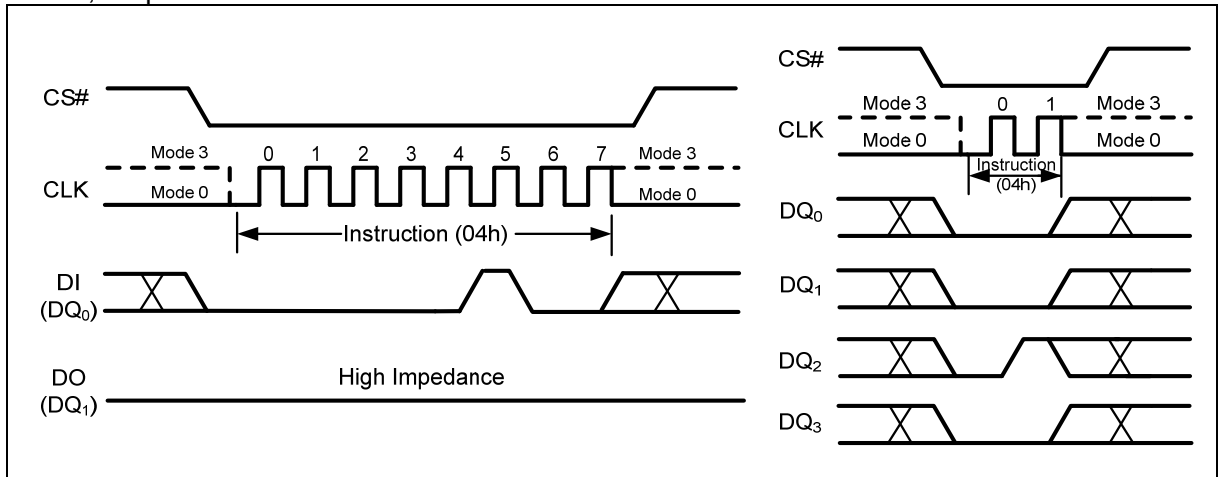 CS#
Mode 3 0 1 2 3 4 5 6 7 Mode 3
CLK
Mode 0 Mode 0
Instruction (04h)
DI
(DQ₀)
DO
(DQ₁)
High Impedance
CS#
Mode 3 0 1 Mode 3
CLK
Mode 0 Mode 0
Instruction
(04h)
DQ₀
DQ₁
DQ₂
DQ₃